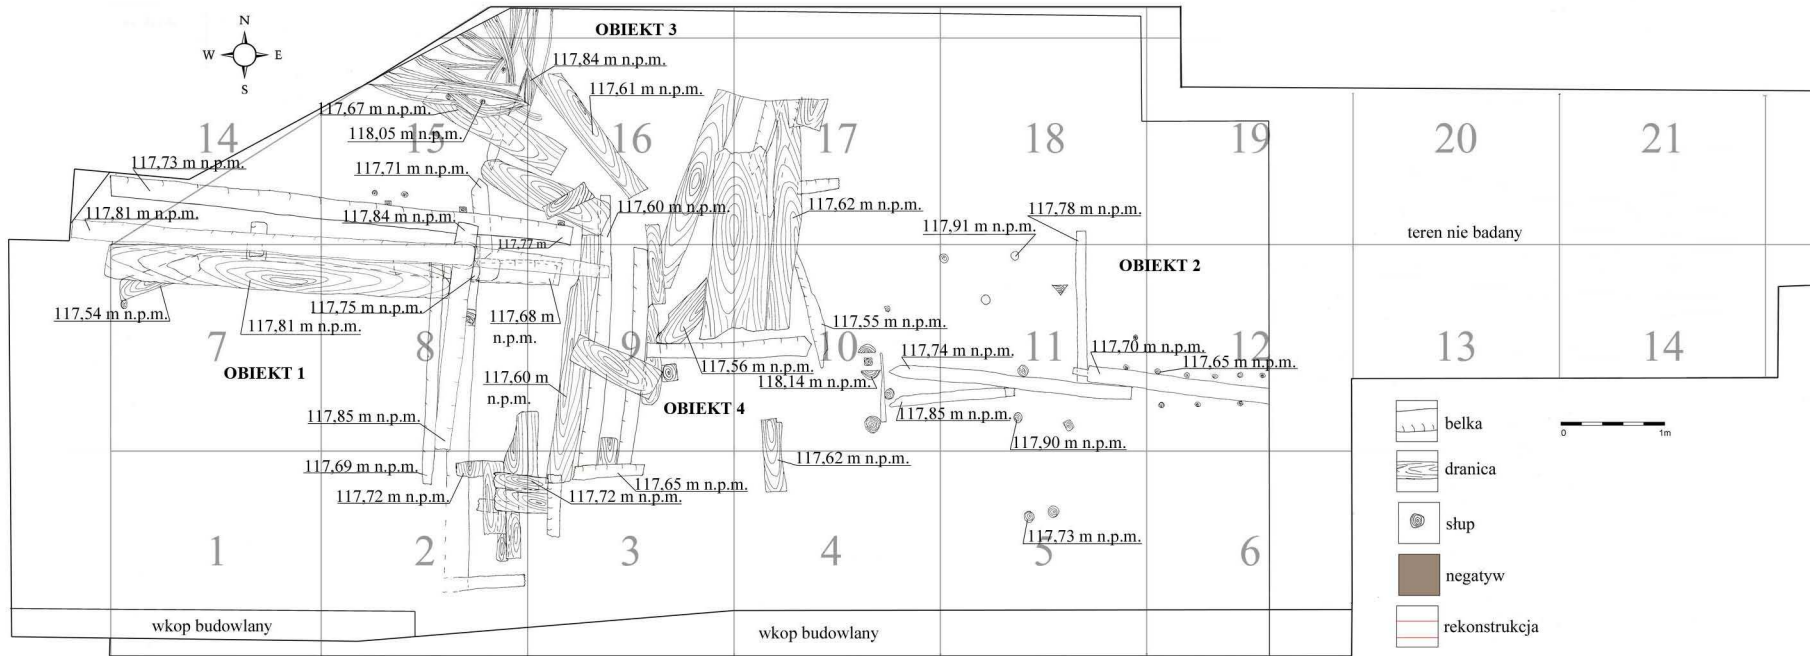 N
W E
S
OBIEKT 3
117,84 m n.p.m.
117,61 m n.p.m.
117,67 m n.p.m.
118,05 m n.p.m.
14
15
16
17
18
19
20
21
117,73 m n.p.m.
117,71 m n.p.m.
117,81 m n.p.m.
117,84 m n.p.m.
117,60 m n.p.m.
117,62 m n.p.m.
117,78 m n.p.m.
117,91 m n.p.m.
117,77 m
teren nie badany
OBIEKT 2
117,54 m n.p.m.
117,81 m n.p.m.
117,75 m n.p.m.
117,68 m
n.p.m.
117,55 m n.p.m.
7
8
9
10
11
12
13
14
117,74 m n.p.m.
117,70 m n.p.m.
117,65 m n.p.m.
117,56 m n.p.m.
118,14 m n.p.m.
OBIEKT 1
117,60 m
n.p.m.
OBIEKT 4
117,85 m n.p.m.
117,85 m n.p.m.
117,90 m n.p.m.
117,69 m n.p.m.
117,72 m n.p.m.
117,72 m n.p.m.
117,65 m n.p.m.
117,62 m n.p.m.
117,73 m n.p.m.
1
2
3
4
5
6
wkop budowlany
wkop budowlany
belka
0 1m
dranica
słup
negatyw
rekonstrukcja